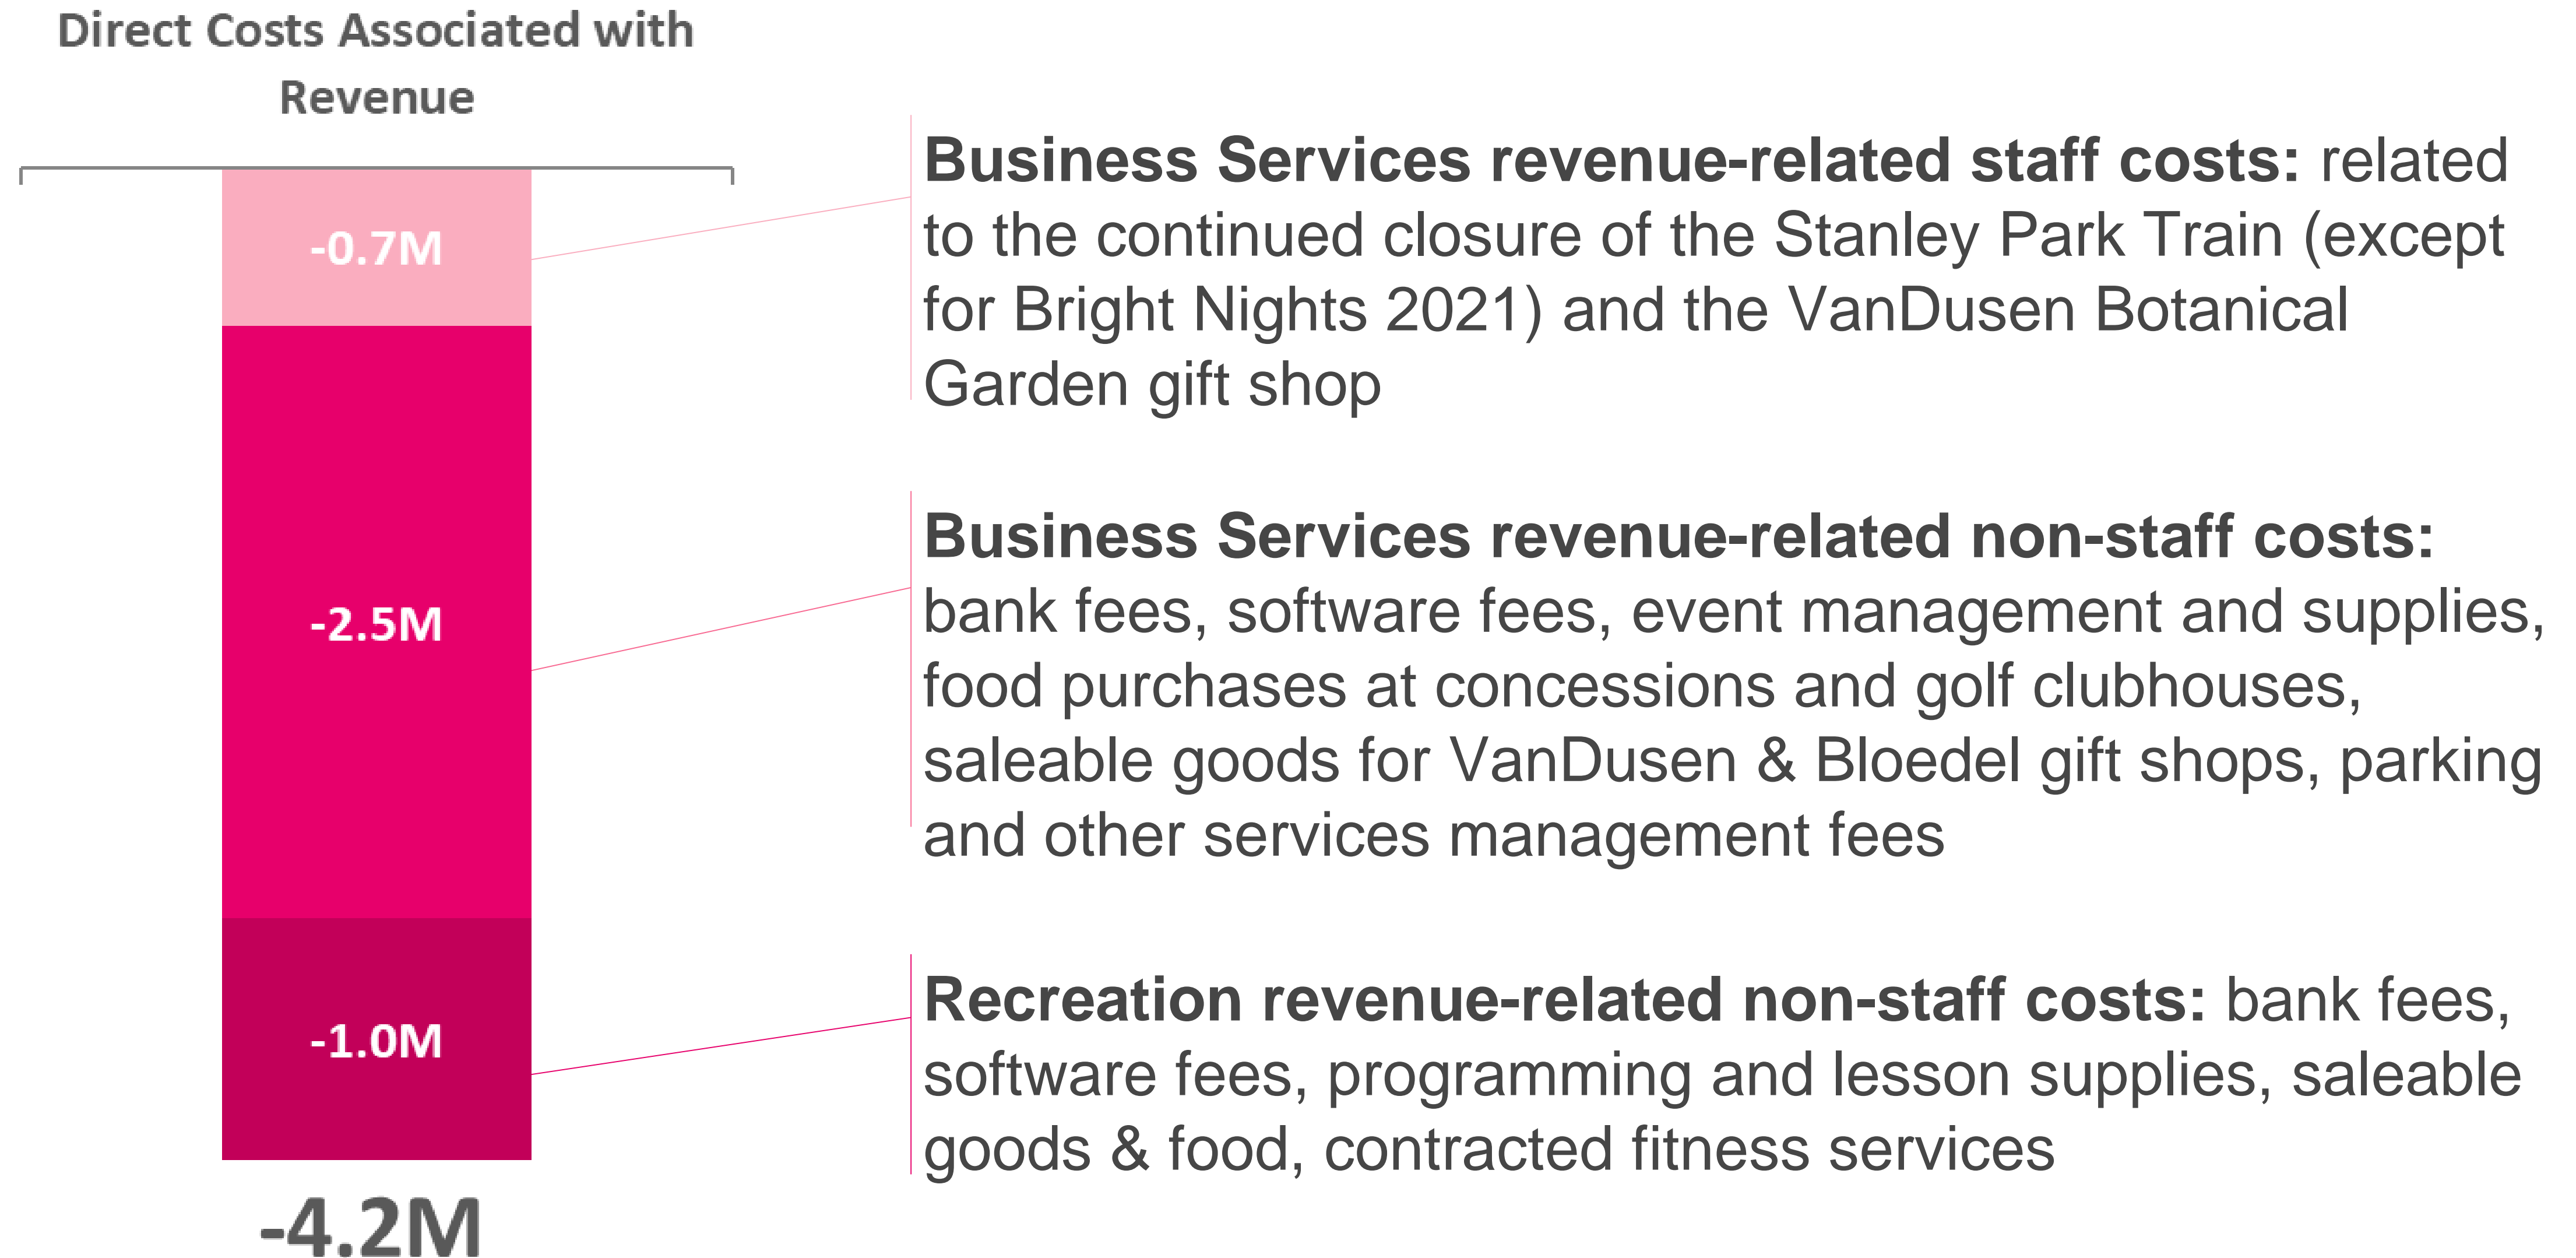 Direct Costs Associated with
Revenue
-0.7M
-2.5M
-1.0M
-4.2M
Business Services revenue-related staff costs: related
to the continued closure of the Stanley Park Train (except
for Bright Nights 2021) and the VanDusen Botanical
Garden gift shop
Business Services revenue-related non-staff costs:
bank fees, software fees, event management and supplies,
food purchases at concessions and golf clubhouses,
saleable goods for VanDusen & Bloedel gift shops, parking
and other services management fees
Recreation revenue-related non-staff costs: bank fees,
software fees, programming and lesson supplies, saleable
goods & food, contracted fitness services